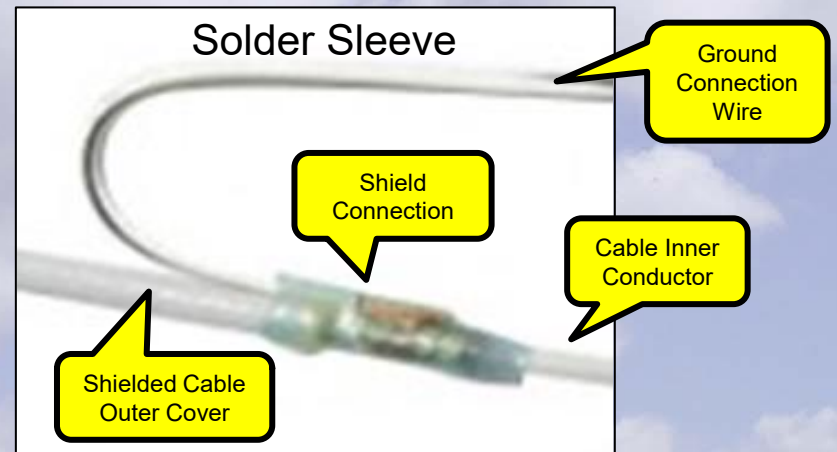 Solder Sleeve
Ground
Connection
Wire
Shield
Connection
Cable Inner
Conductor
Shielded Cable
Outer Cover